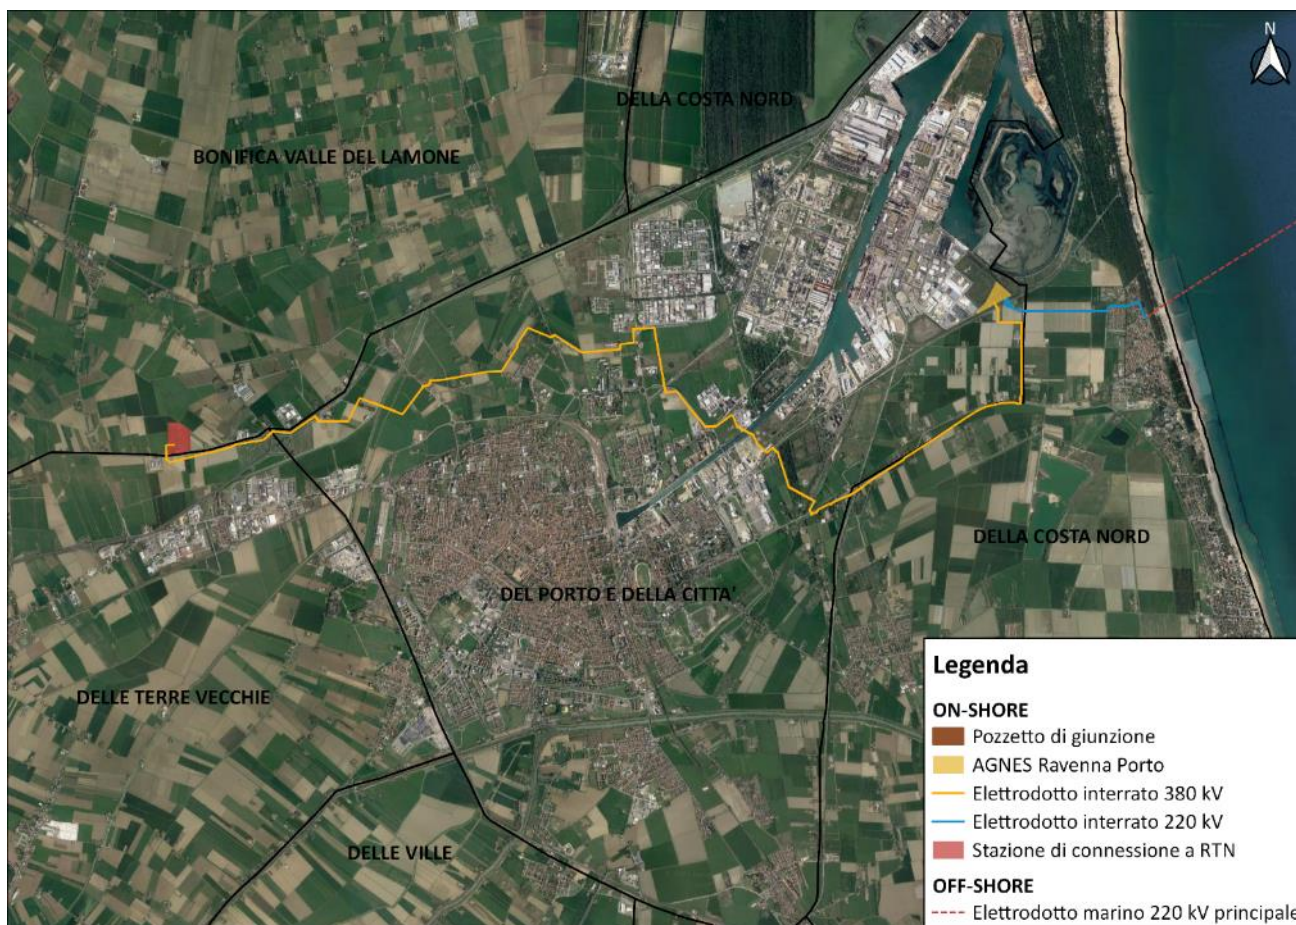 N
DELLA COSTA NORD
BONIFICA VALLE DEL LAMONE
DELLA COSTA NORD
DEL PORTO E DELLA CITTA'
DELLE TERRE VECCHIE
DELLE VILLE
Legenda
ON-SHORE
Pozzetto di giunzione
AGNES Ravenna Porto
Elettrodotto interrato 380 kV
Elettrodotto interrato 220 kV
Stazione di connessione a RTN
OFF-SHORE
Elettrodotto marino 220 kV principale